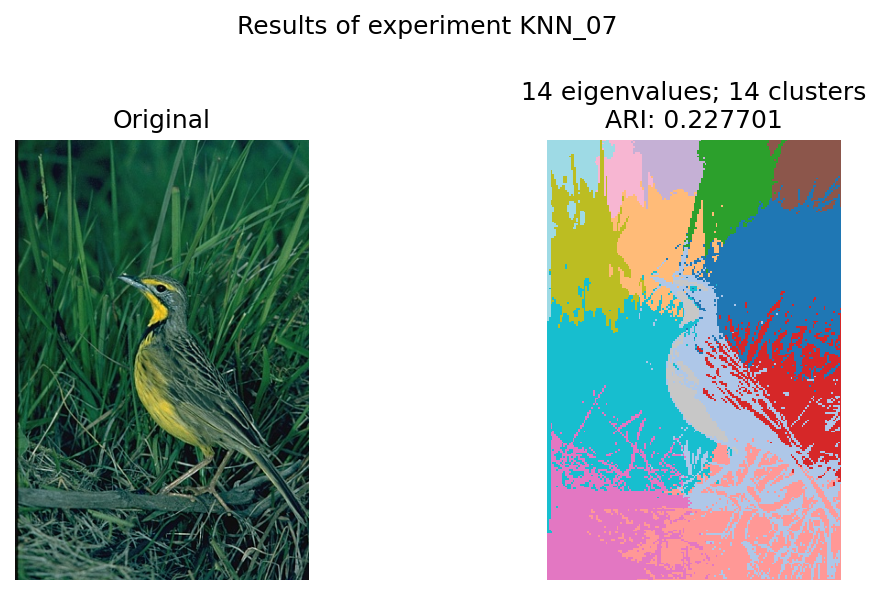 Results of experiment KNN_07
Original
14 eigenvalues; 14 clusters
ARI: 0.227701